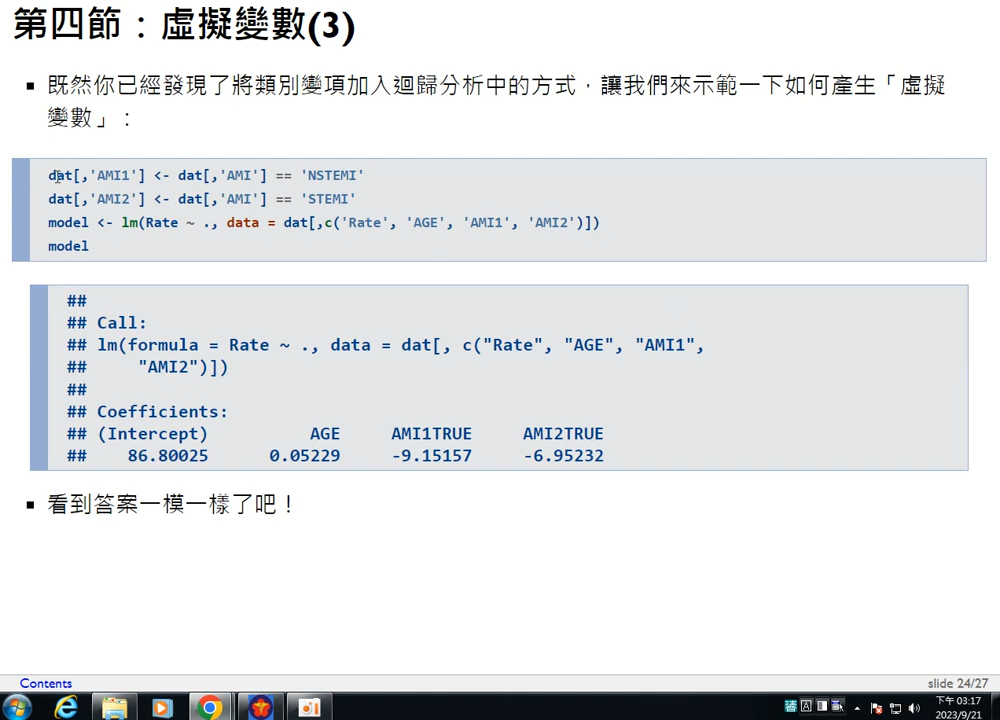 第四節：虛擬變數(3)
既然你已經發現了將類別變項加入迴歸分析中的方式，讓我們來示範一下如何產生「虛擬
變數」：
dat[,'AMI1'] <- dat[,'AMI'] == 'NSTEMI'
dat[,'AMI2'] <- dat[,'AMI'] == 'STEMI'
model <- lm(Rate ~ ., data = dat[,c('Rate', 'AGE', 'AMI1', 'AMI2')])
model
##
## Call:
## lm(formula = Rate ~ ., data = dat[, c("Rate", "AGE", "AMI1",
##     "AMI2")])
##
## Coefficients:
## (Intercept)          AGE     AMI1TRUE     AMI2TRUE
##    86.80025      0.05229     -9.15157     -6.95232
看到答案一模一樣了吧！
Contents
slide 24/27
下午 03:17
2023/9/21